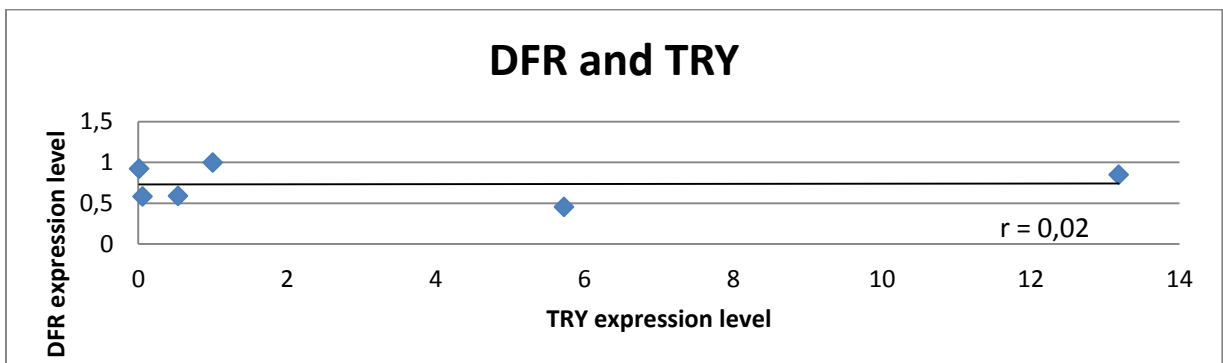 DFR and TRY
DFR expression level
1,5
1
0,5
0
r = 0,02
0 2 4 6 8 10 12 14
TRY expression level